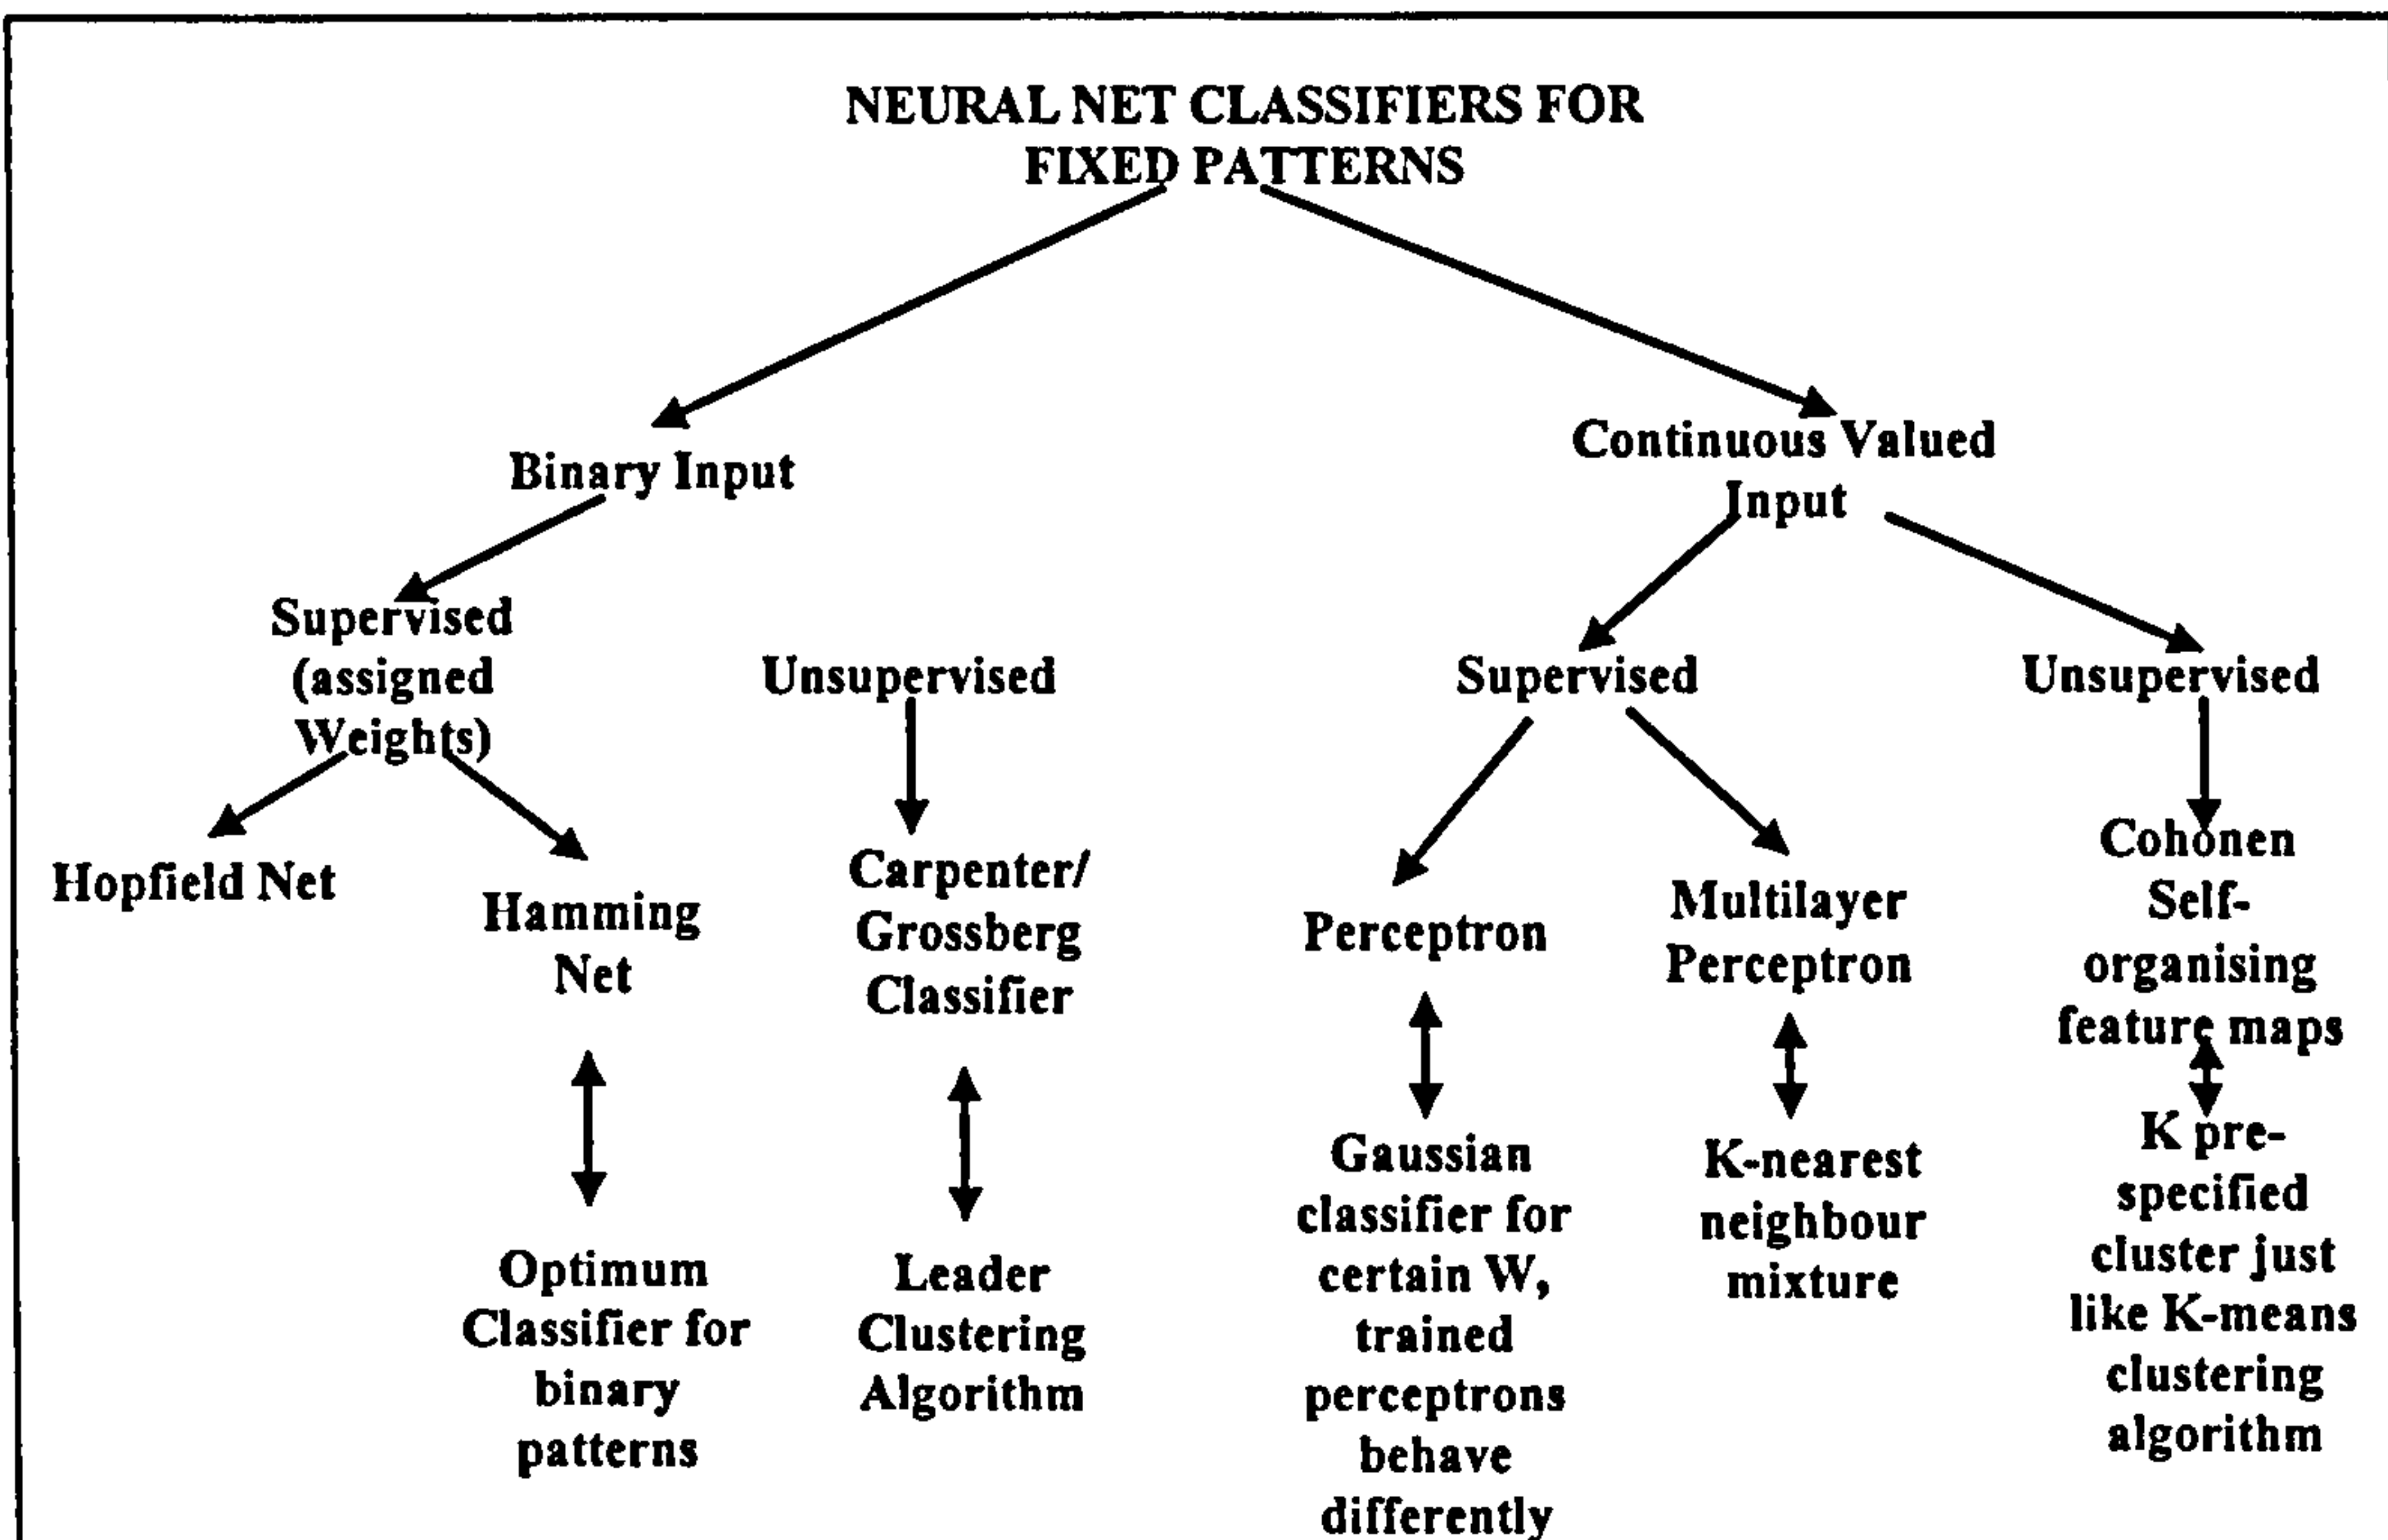 NEURAL NET CLASSIFIERS FOR
FIXED PATTERNS
Binary Input
Continuous Valued
Input
Supervised
(assigned
Weights)
Unsupervised
Supervised
Unsupervised
Hopfield Net
Hamming
Net
Carpenter/
Grossberg
Classifier
Perceptron
Multilayer
Perceptron
Cohonen
Self-
organising
feature maps
Optimum
Classifier for
binary
patterns
Leader
Clustering
Algorithm
Gaussian
classifier for
certain W,
trained
perceptrons
behave
differently
K-nearest
neighbour
mixture
K pre-
specified
cluster just
like K-means
clustering
algorithm